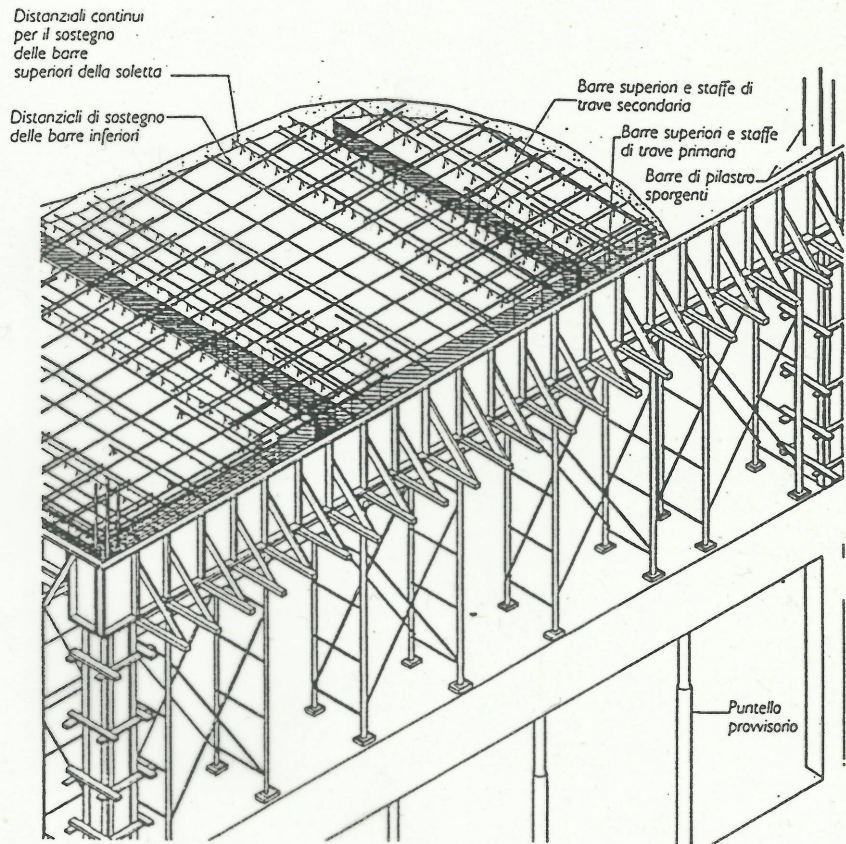 Distanziali continui
per il sostegno
delle barre
superiori della soletta
Distanziali di sostegno
delle barre inferiori
Barre superiori e staffe di
trave secondaria
Barre superiori e staffe
di trave primaria
Barre di pilastro
sporgenti
Puntello
provvisorio